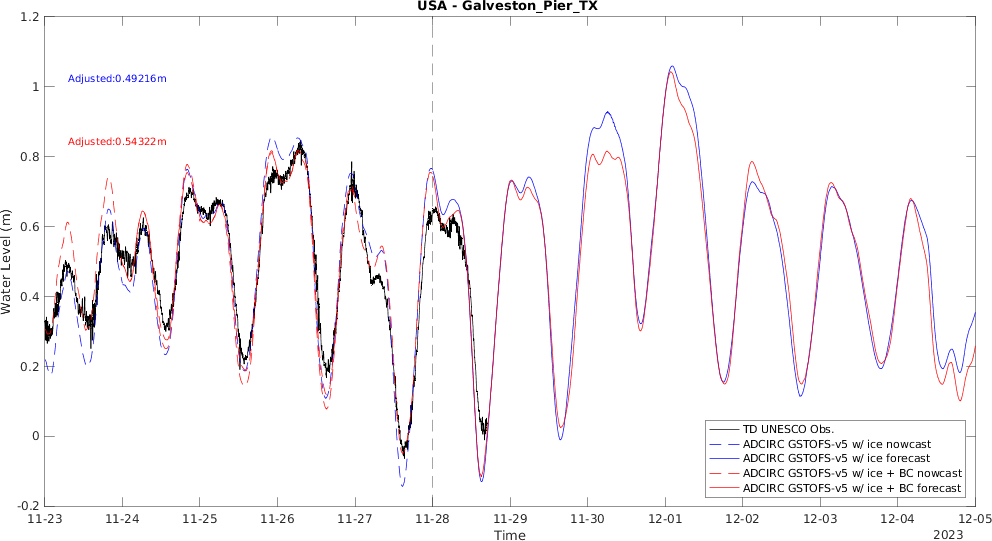 USA - Galveston_Pier_TX
1.2
1
0.8
0.6
0.4
0.2
0
-0.2
Water Level (m)
Adjusted:0.49216m
Adjusted:0.54322m
TD UNESCO Obs.
ADCIRC GSTOFS-v5 w/ ice nowcast
ADCIRC GSTOFS-v5 w/ ice forecast
ADCIRC GSTOFS-v5 w/ ice + BC nowcast
ADCIRC GSTOFS-v5 w/ ice + BC forecast
11-23 11-24 11-25 11-26 11-27 11-28 11-29 11-30 12-01 12-02 12-03 12-04 12-05
Time
2023